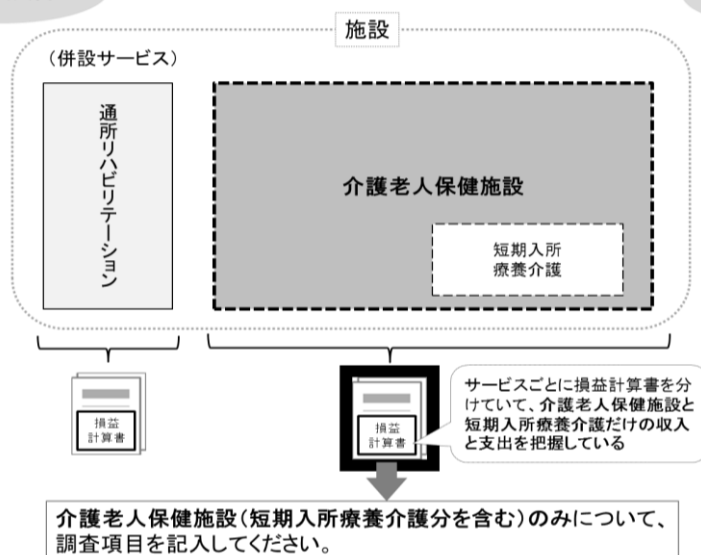 施設
（併設サービス）
通所リハビリテーション
介護老人保健施設
短期入所
療養介護
損益
計算書
損益
計算書
サービスごとに損益計算書を分
けていて、介護老人保健施設と
短期入所療養介護だけの収入
と支出を把握している
介護老人保健施設（短期入所療養介護分を含む）のみについて、
調査項目を記入してください。